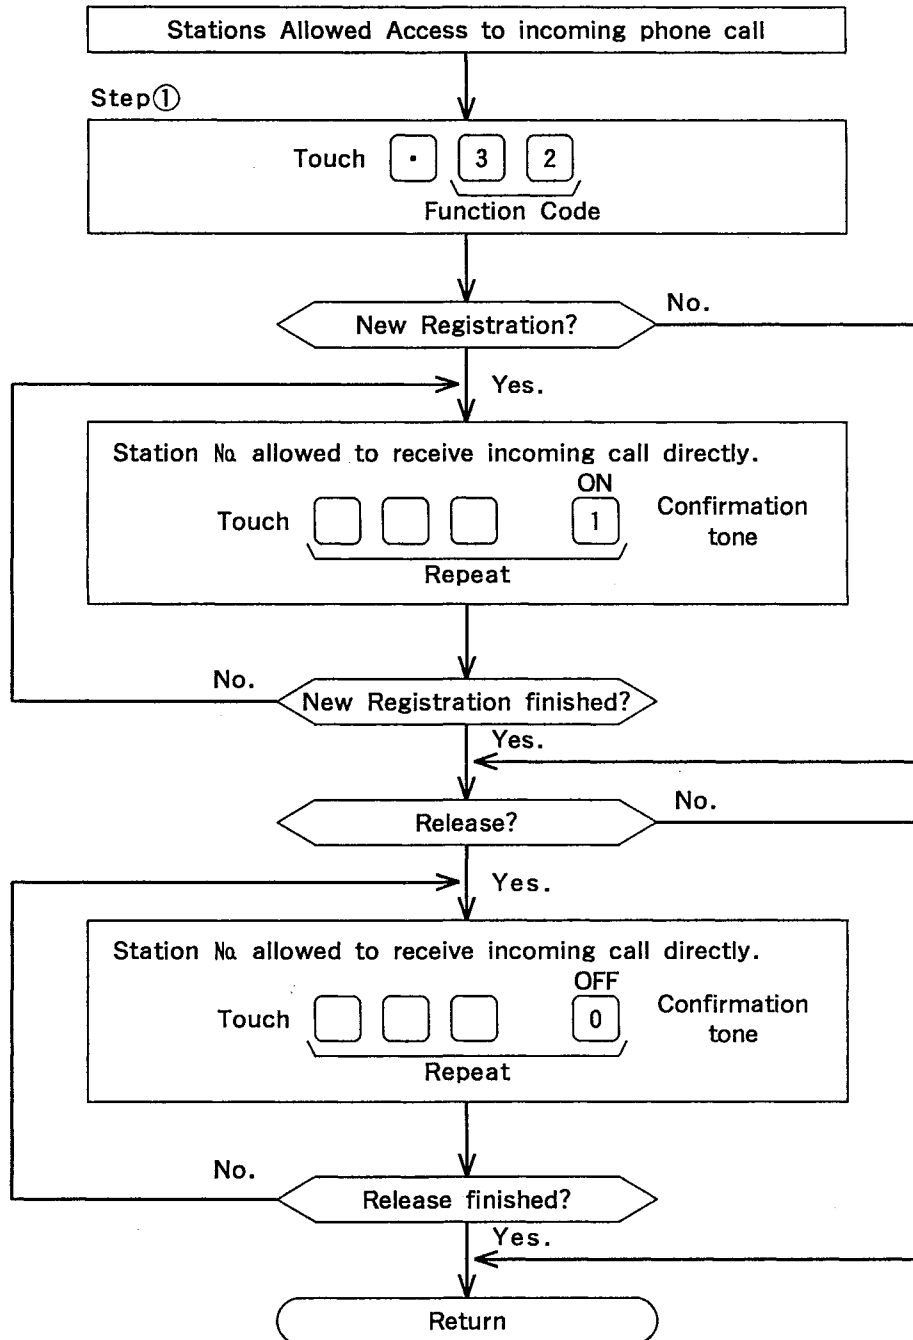 Stations Allowed Access to incoming phone call
Step①
Touch · 3 2
Function Code
New Registration?
No.
Yes.
Station No. allowed to receive incoming call directly.
ON
Touch 1 Confirmation tone
Repeat
No.
New Registration finished?
Yes.
Release?
No.
Yes.
Station No. allowed to receive incoming call directly.
OFF
Touch 0 Confirmation tone
Repeat
No.
Release finished?
Yes.
Return